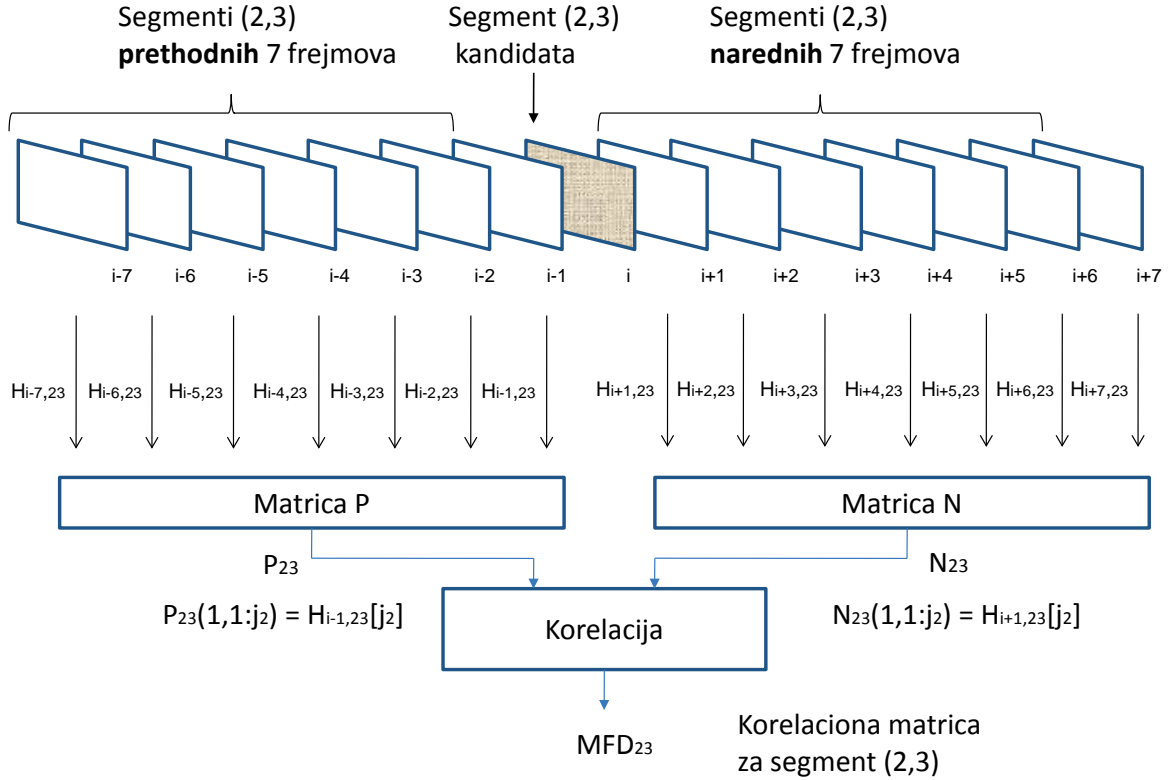 Segmenti (2,3)
prethodnih 7 frejmova
Segment (2,3)
kandidata
Segmenti (2,3)
narednih 7 frejmova
i-7 i-6 i-5 i-4 i-3 i-2 i-1 i i+1 i+2 i+3 i+4 i+5 i+6 i+7
Hi-7,23 Hi-6,23 Hi-5,23 Hi-4,23 Hi-3,23 Hi-2,23 Hi-1,23 Hi+1,23 Hi+2,23 Hi+3,23 Hi+4,23 Hi+5,23 Hi+6,23 Hi+7,23
Matrica P
Matrica N
P23
N23
P23(1,1:j2) = Hi-1,23[j2]
Korelacija
N23(1,1:j2) = Hi+1,23[j2]
MFD23
Korelaciona matrica
za segment (2,3)